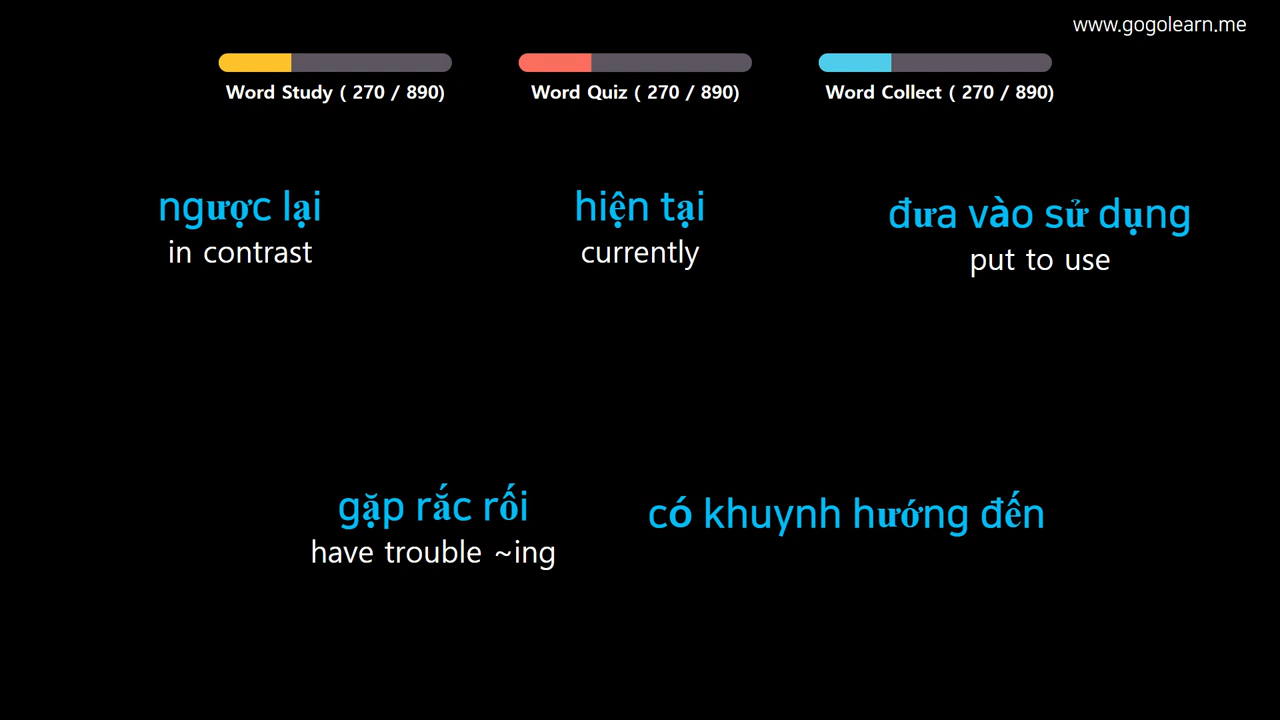 www.gogolearn.me
Word Study ( 270 / 890)
Word Quiz ( 270 / 890)
Word Collect ( 270 / 890)
ngược lại
in contrast
hiện tại
currently
đưa vào sử dụng
put to use
gặp rắc rối
have trouble ~ing
có khuynh hướng đến